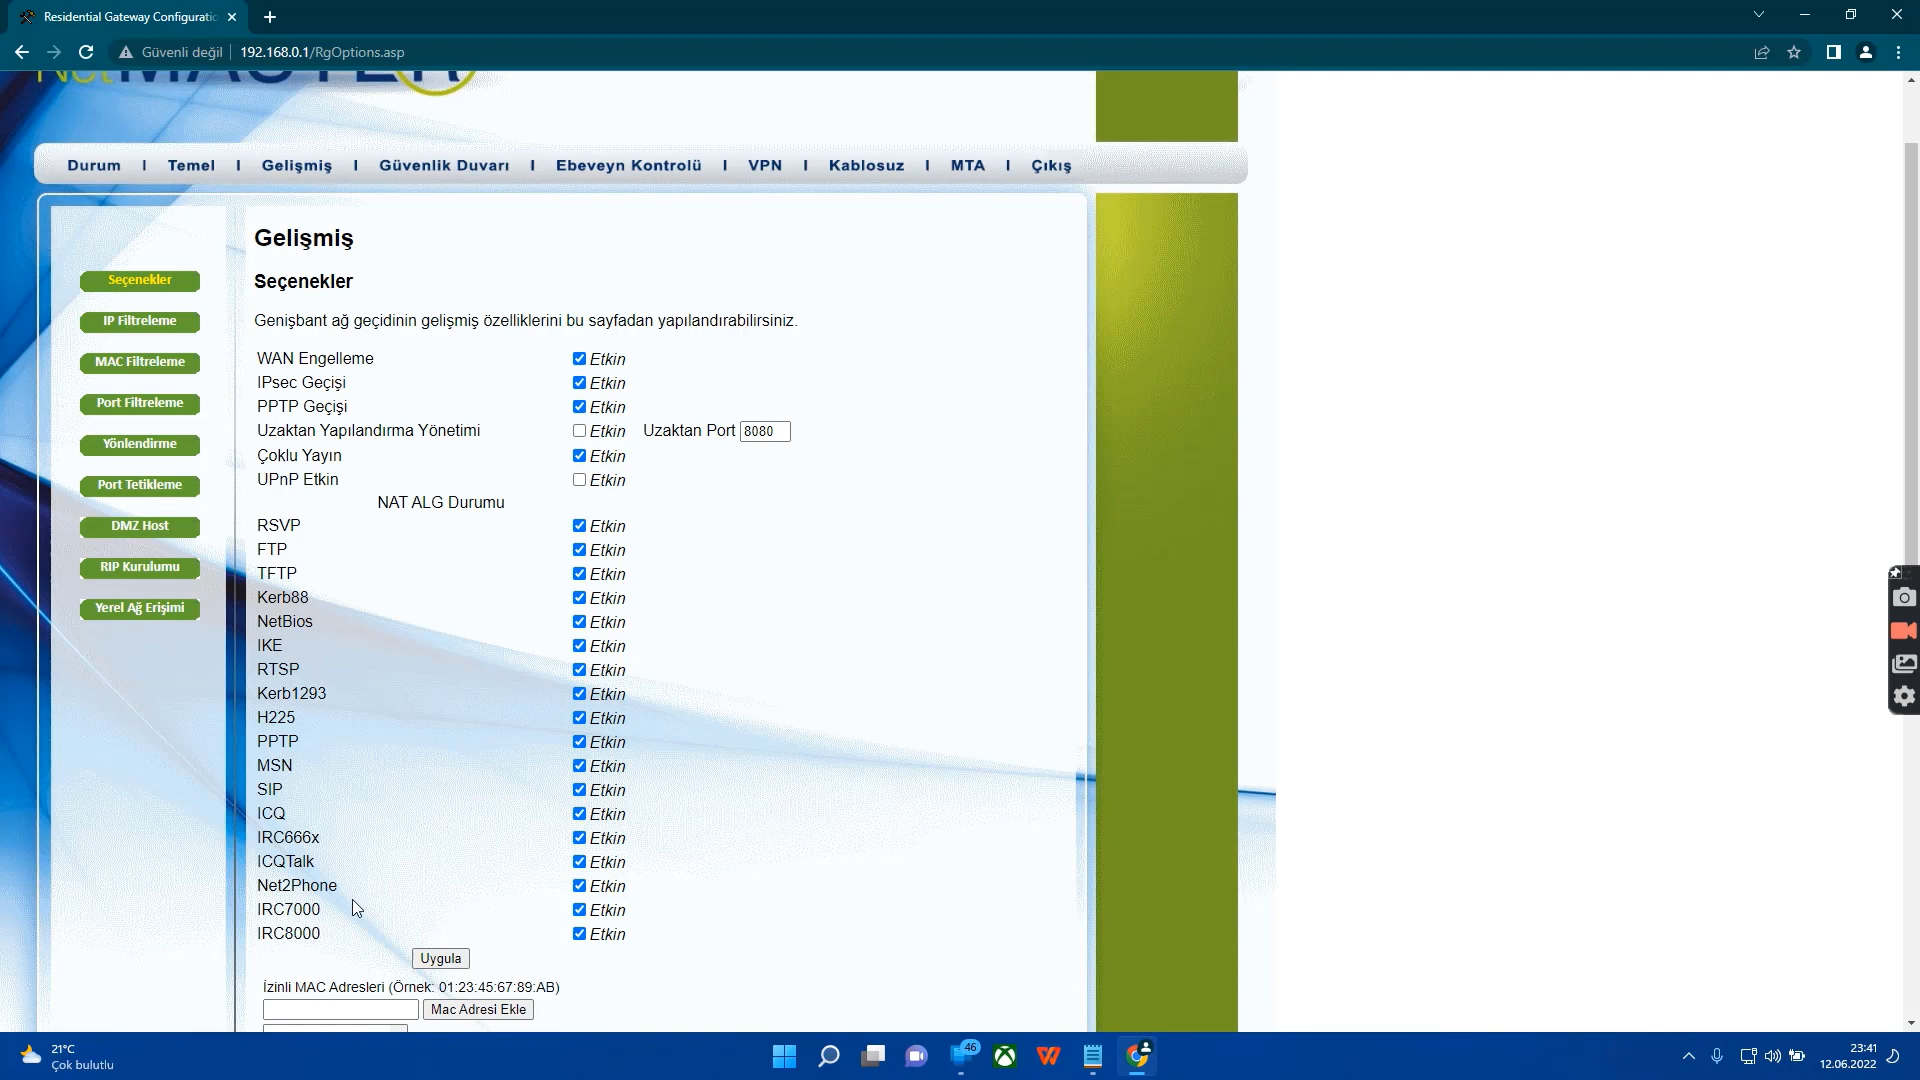 Residential Gateway Configuratio
Güvenli değil
192.168.0.1/RgOptions.asp
NetMASTER
Durum | Temel | Gelişmiş | Güvenlik Duvarı | Ebeveyn Kontrolü | VPN | Kablosuz | MTA | Çıkış
Seçenekler
IP Filtreleme
MAC Filtreleme
Port Filtreleme
Yönlendirme
Port Tetikleme
DMZ Host
RIP Kurulumu
Yerel Ağ Erişimi
Gelişmiş
Seçenekler
Genişbant ağ geçidinin gelişmiş özelliklerini bu sayfadan yapılandırabilirsiniz.
WAN Engelleme Etkin
IPsec Geçişi Etkin
PPTP Geçişi Etkin
Uzaktan Yapılandırma Yönetimi Etkin Uzaktan Port 8080
Çoklu Yayın Etkin
UPnP Etkin Etkin
NAT ALG Durumu
RSVP Etkin
FTP Etkin
TFTP Etkin
Kerb88 Etkin
NetBios Etkin
IKE Etkin
RTSP Etkin
Kerb1293 Etkin
H225 Etkin
PPTP Etkin
MSN Etkin
SIP Etkin
ICQ Etkin
IRC666x Etkin
ICQTalk Etkin
Net2Phone Etkin
IRC7000 Etkin
IRC8000 Etkin
Uygula
İzinli MAC Adresleri (Örnek: 01:23:45:67:89:AB)
Mac Adresi Ekle
21°C
Çok bulutlu
46
23:41
12.06.2022